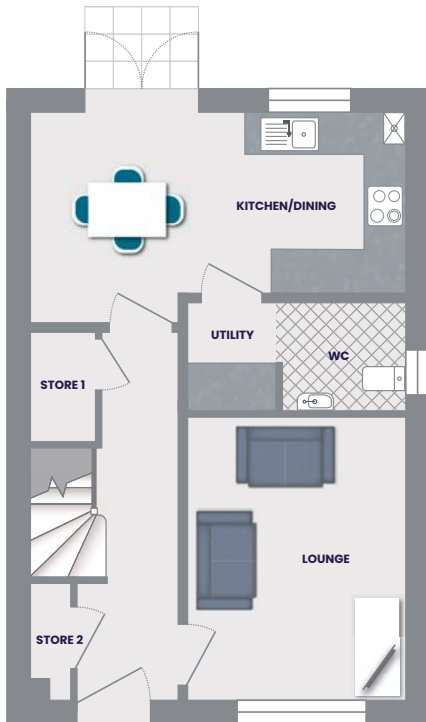 KITCHEN/DINING
UTILITY
WC
STORE 1
LOUNGE
STORE 2